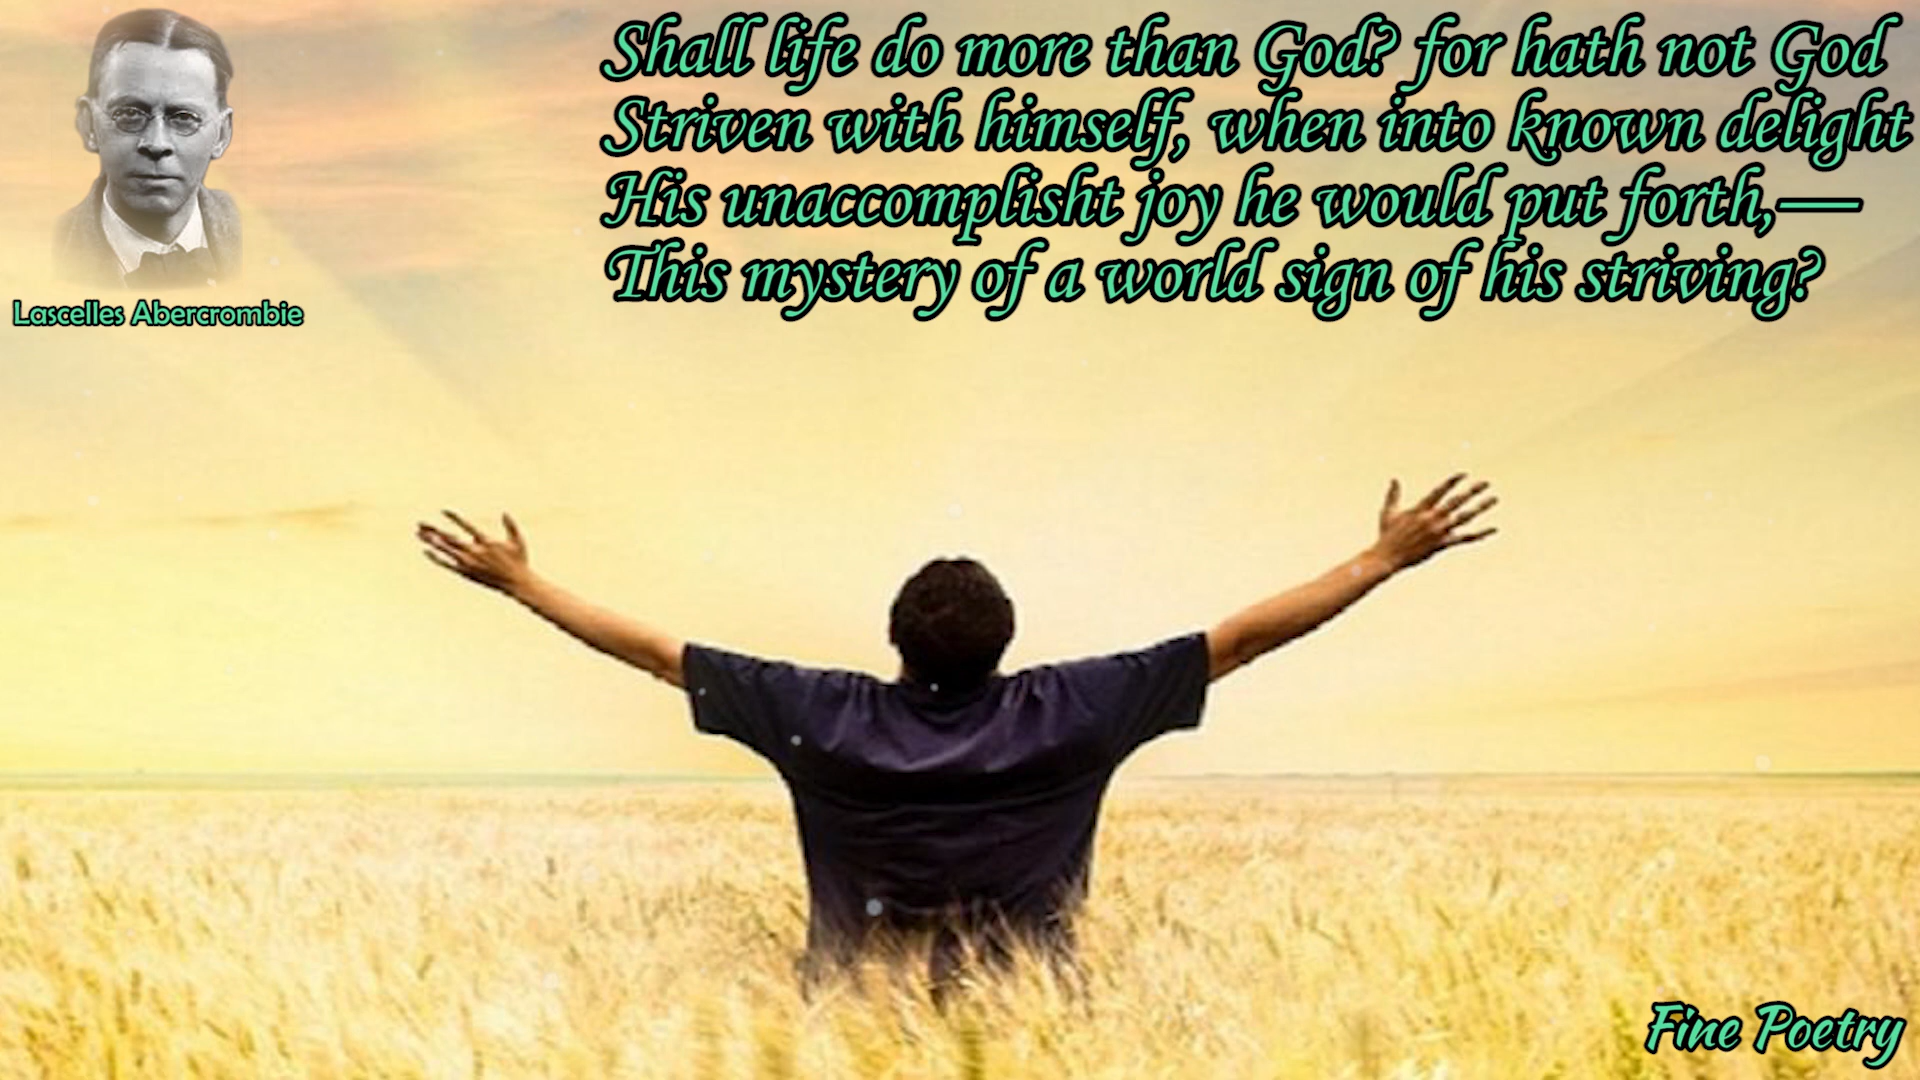 Shall life do more than God? for hath not God
Striven with himself, when into known delight
His unaccomplisht joy he would put forth,—
This mystery of a world sign of his striving?
Lascelles Abercrombie
Fine Poetry